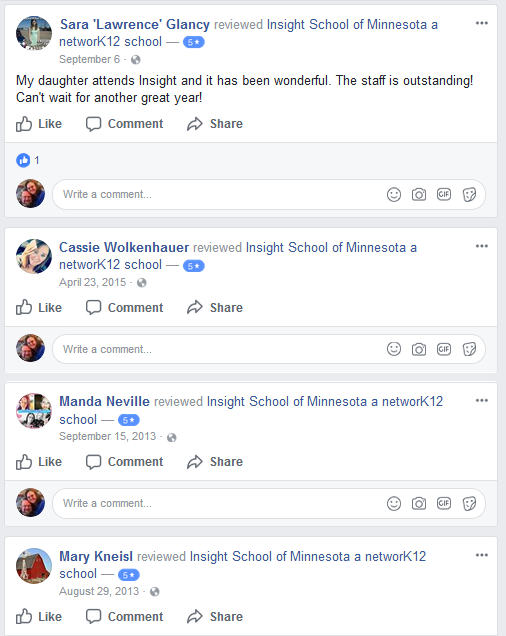 Sara 'Lawrence' Glancy reviewed Insight School of Minnesota a
networK12 school — 5★
September 6 ·
My daughter attends Insight and it has been wonderful. The staff is outstanding!
Can't wait for another great year!
Like Comment Share
1
Write a comment...
GIF
Cassie Wolkenhauer reviewed Insight School of Minnesota a
networK12 school — 5★
April 23, 2015 ·
Like Comment Share
Write a comment...
GIF
Manda Neville reviewed Insight School of Minnesota a networK12
school — 5★
September 15, 2013 ·
Like Comment Share
Write a comment...
GIF
Mary Kneisl reviewed Insight School of Minnesota a networK12
school — 5★
August 29, 2013 ·
Like Comment Share